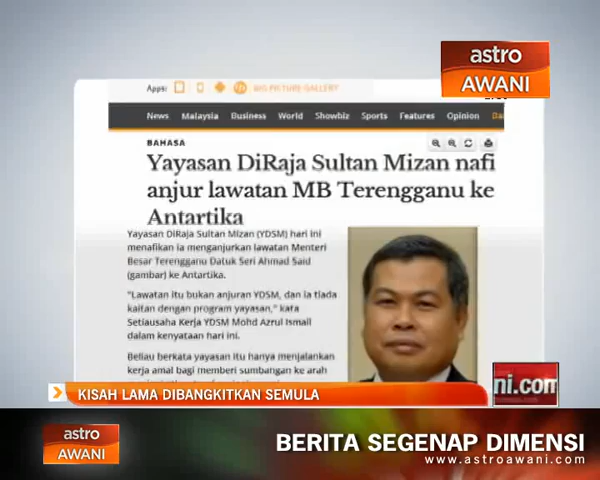 astro
AWANI
Apps:
BIG PICTURE GALLERY
News Malaysia Business World Showbiz Sports Features Opinion
BAHASA
Yayasan DiRaja Sultan Mizan nafi
anjur lawatan MB Terengganu ke
Antartika
Yayasan DiRaja Sultan Mizan (YDSM) hari ini
menafikan ia menganjurkan lawatan Menteri
Besar Terengganu Datuk Seri Ahmad Said
(gambar) ke Antartika.
"Lawatan itu bukan anjuran YDSM, dan ia tiada
kaitan dengan program yayasan," kata
Setiausaha Kerja YDSM Mohd Azrul Ismail
dalam kenyataan hari ini.
Beliau berkata yayasan itu hanya menjalankan
kerja amal bagi memberi sumbangan ke arah
KISAH LAMA DIBANGKITKAN SEMULA
ni.com
astro
AWANI
BERITA SEGENAP DIMENSI
www.astroawani.com